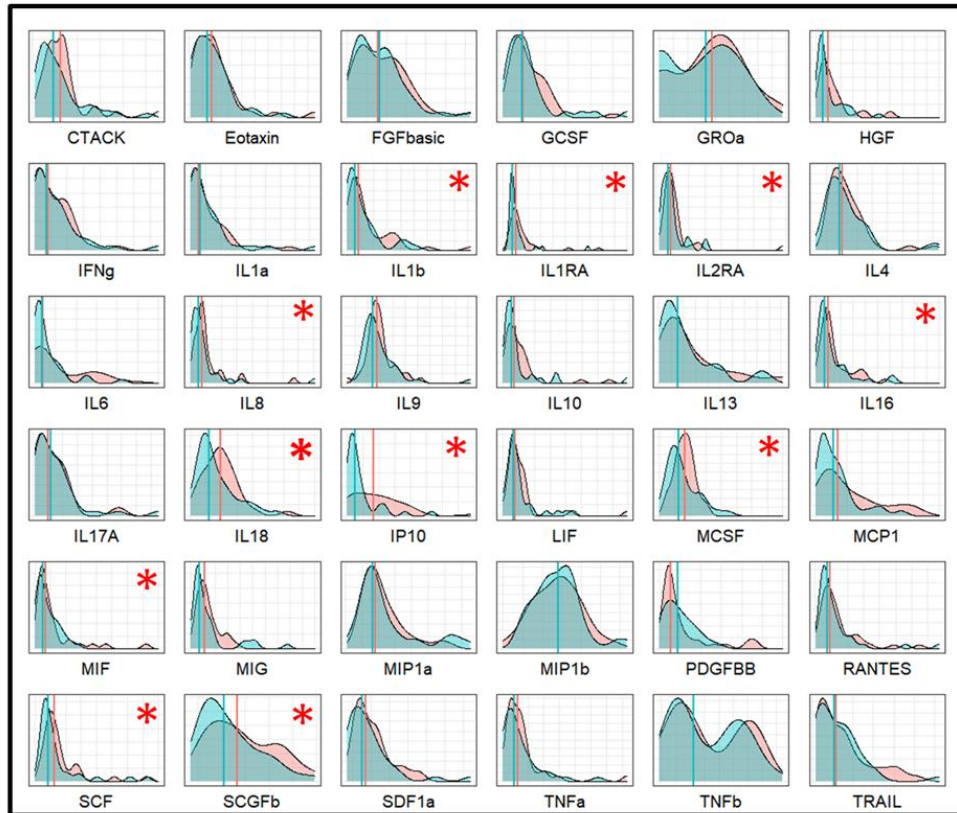 CTACK Eotaxin FGFbasic GCSF GROa HGF
IFNg IL1a IL1b * IL1RA * IL2RA * IL4
IL6 IL8 * IL9 IL10 IL13 IL16 *
IL17A IL18 * IP10 * LIF MCSF * MCP1
MIF * MIG MIP1a MIP1b PDGFBB RANTES
SCF * SCGFb * SDF1a TNFa TNFb TRAIL